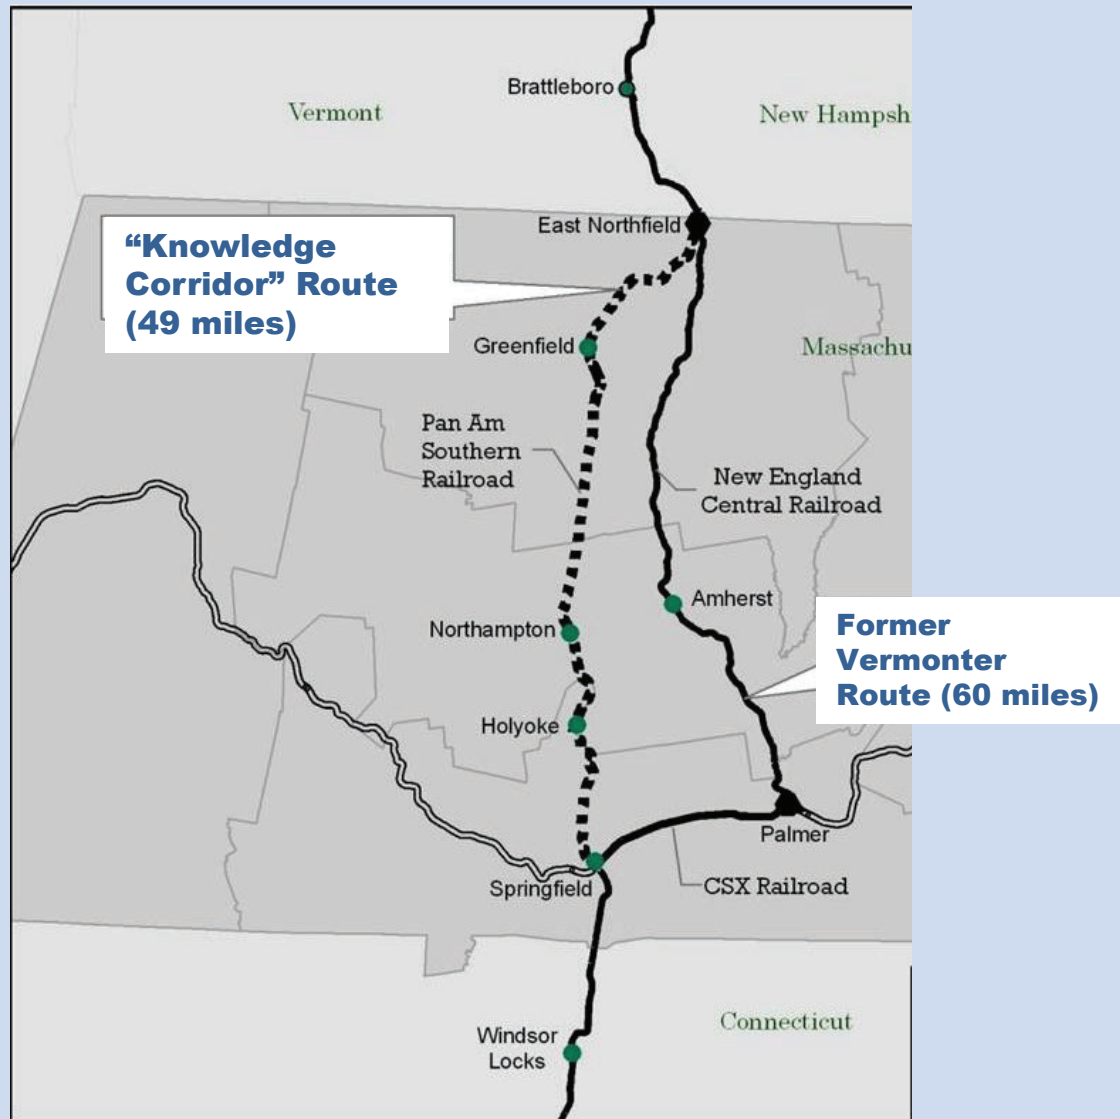 Brattleboro
Vermont
New Hampsh
East Northfield
“Knowledge
Corridor” Route
(49 miles)
Greenfield
Massachu
Pan Am
Southern
Railroad
New England
Central Railroad
Amherst
Northampton
Former
Vermonter
Route (60 miles)
Holyoke
Palmer
Springfield
CSX Railroad
Windsor
Locks
Connecticut